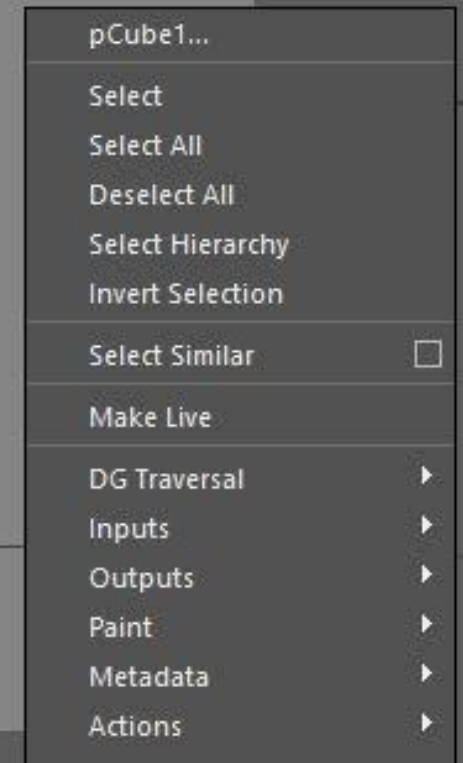 pCube1...
Select
Select All
Deselect All
Select Hierarchy
Invert Selection
Select Similar
Make Live
DG Traversal
Inputs
Outputs
Paint
Metadata
Actions